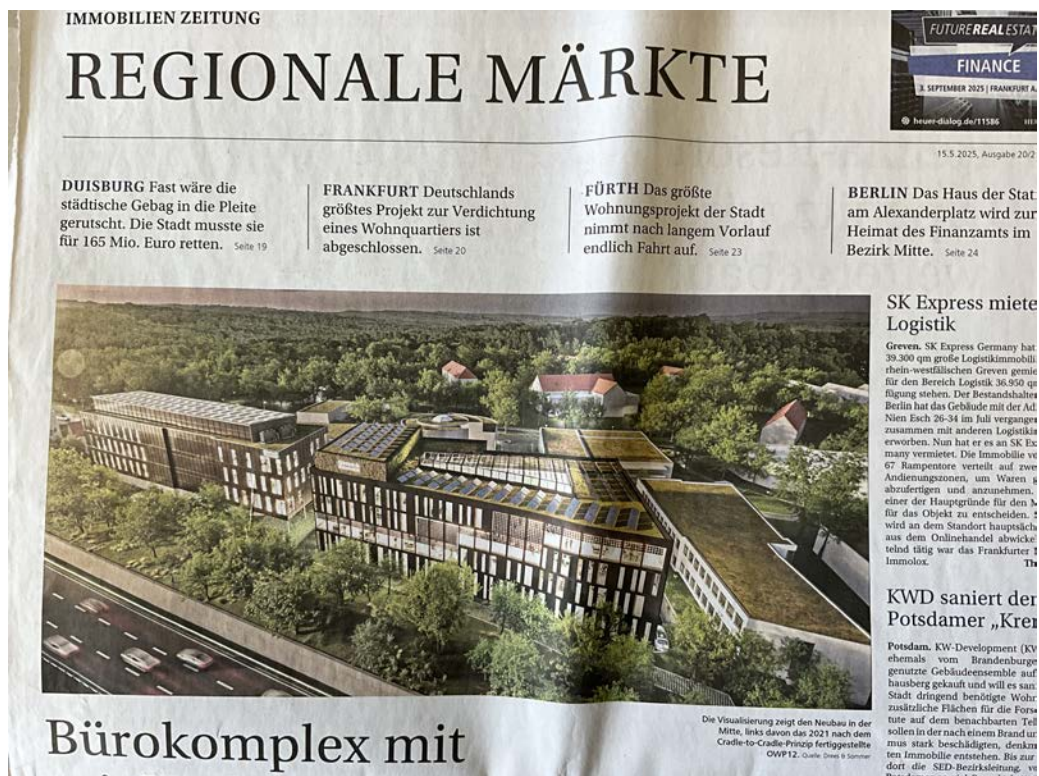 IMMOBILIEN ZEITUNG
REGIONALE MÄRKTE
FUTURE REAL ESTAT
FINANCE
3. SEPTEMBER 2025 | FRANKFURT A.
heuer-dialog.de/11586
15.5.2025, Ausgabe 20/2
DUISBURG Fast wäre die
städtische Gebag in die Pleite
gerutscht. Die Stadt musste sie
für 165 Mio. Euro retten. Seite 19
FRANKFURT Deutschlands
größtes Projekt zur Verdichtung
eines Wohnquartiers ist
abgeschlossen. Seite 20
FÜRTH Das größte
Wohnungsprojekt der Stadt
nimmt nach langem Vorlauf
endlich Fahrt auf. Seite 23
BERLIN Das Haus der Stat
am Alexanderplatz wird zur
Heimat des Finanzamts im
Bezirk Mitte. Seite 24
SK Express miete
Logistik
Greven. SK Express Germany hat
39.300 qm große Logistikimmobili
rhein-westfälischen Greven gemie
für den Bereich Logistik 36.950 qm
fügung stehen. Der Bestandshalter
Berlin hat das Gebäude mit der Ad
Nien Esch 26-34 im Juli vergange
zusammen mit anderen Logistiki
erworben. Nun hat er es an SK Ex
many vermietet. Die Immobilie ve
67 Rampentore verteilt auf zwe
Andienungszonen, um Waren g
abzufertigen und anzunehmen.
einer der Hauptgründe für den M
für das Objekt zu entscheiden. S
wird an dem Standort hauptsäch
aus dem Onlinehandel abwicke
telnd tätig war das Frankfurter
Immolox. Th
KWD saniert den
Potsdamer „Krem
Potsdam. KW-Development (KW
ehemals vom Brandenburge
genutzte Gebäudeensemble auf
hausberg gekauft und will es san
Stadt dringend benötigte Wohn
zusätzliche Flächen für die Fors
tute auf dem benachbarten Tel
sollen in der nach einem Brand ur
mus stark beschädigten, denkm
ten Immobilie entstehen. Bis zur
dort die SED-Bezirksleitung, ve
Die Visualisierung zeigt den Neubau in der
Mitte, links davon das 2021 nach dem
Cradle-to-Cradle-Prinzip fertiggestellte
OWP12. Quelle: Drees & Sommer
Bürokomplex mit